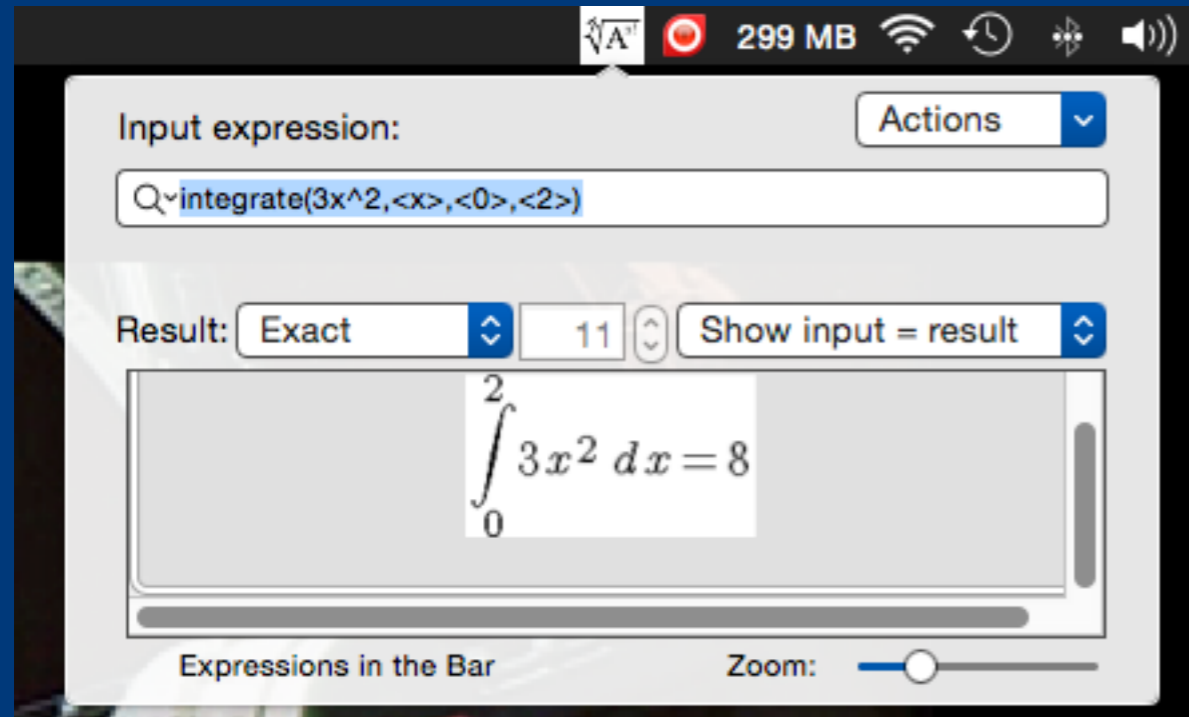 ∜A 299 MB
Input expression: Actions
integrate(3x^2,<x>,<0>,<2>)
Result: Exact 11 Show input = result
2
∫ 3x² dx = 8
0
Expressions in the Bar Zoom: